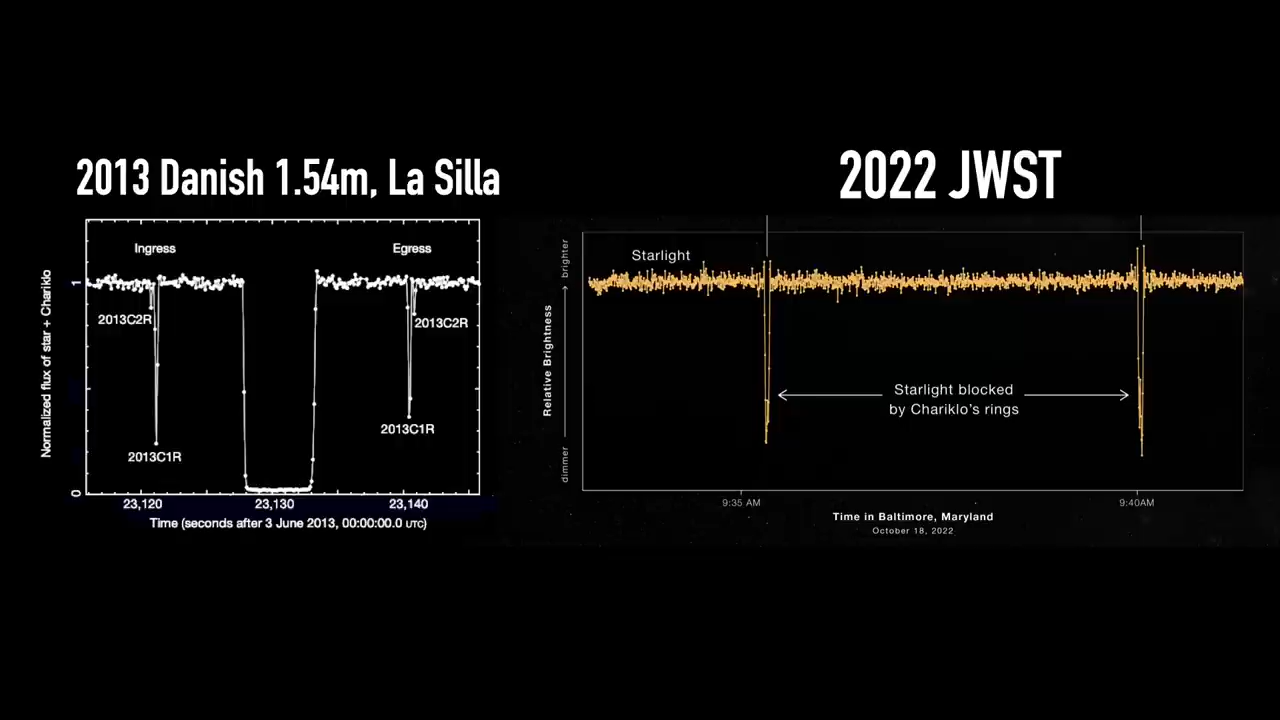 2013 Danish 1.54m, La Silla
Normalized flux of star + Chariklo
1
0
Ingress
Egress
2013C2R
2013C2R
2013C1R
2013C1R
23,120
23,130
23,140
Time (seconds after 3 June 2013, 00:00:00.0 UTC)
2022 JWST
Relative Brightness
brighter
dimmer
Starlight
Starlight blocked
by Chariklo's rings
9:35 AM
9:40AM
Time in Baltimore, Maryland
October 18, 2022